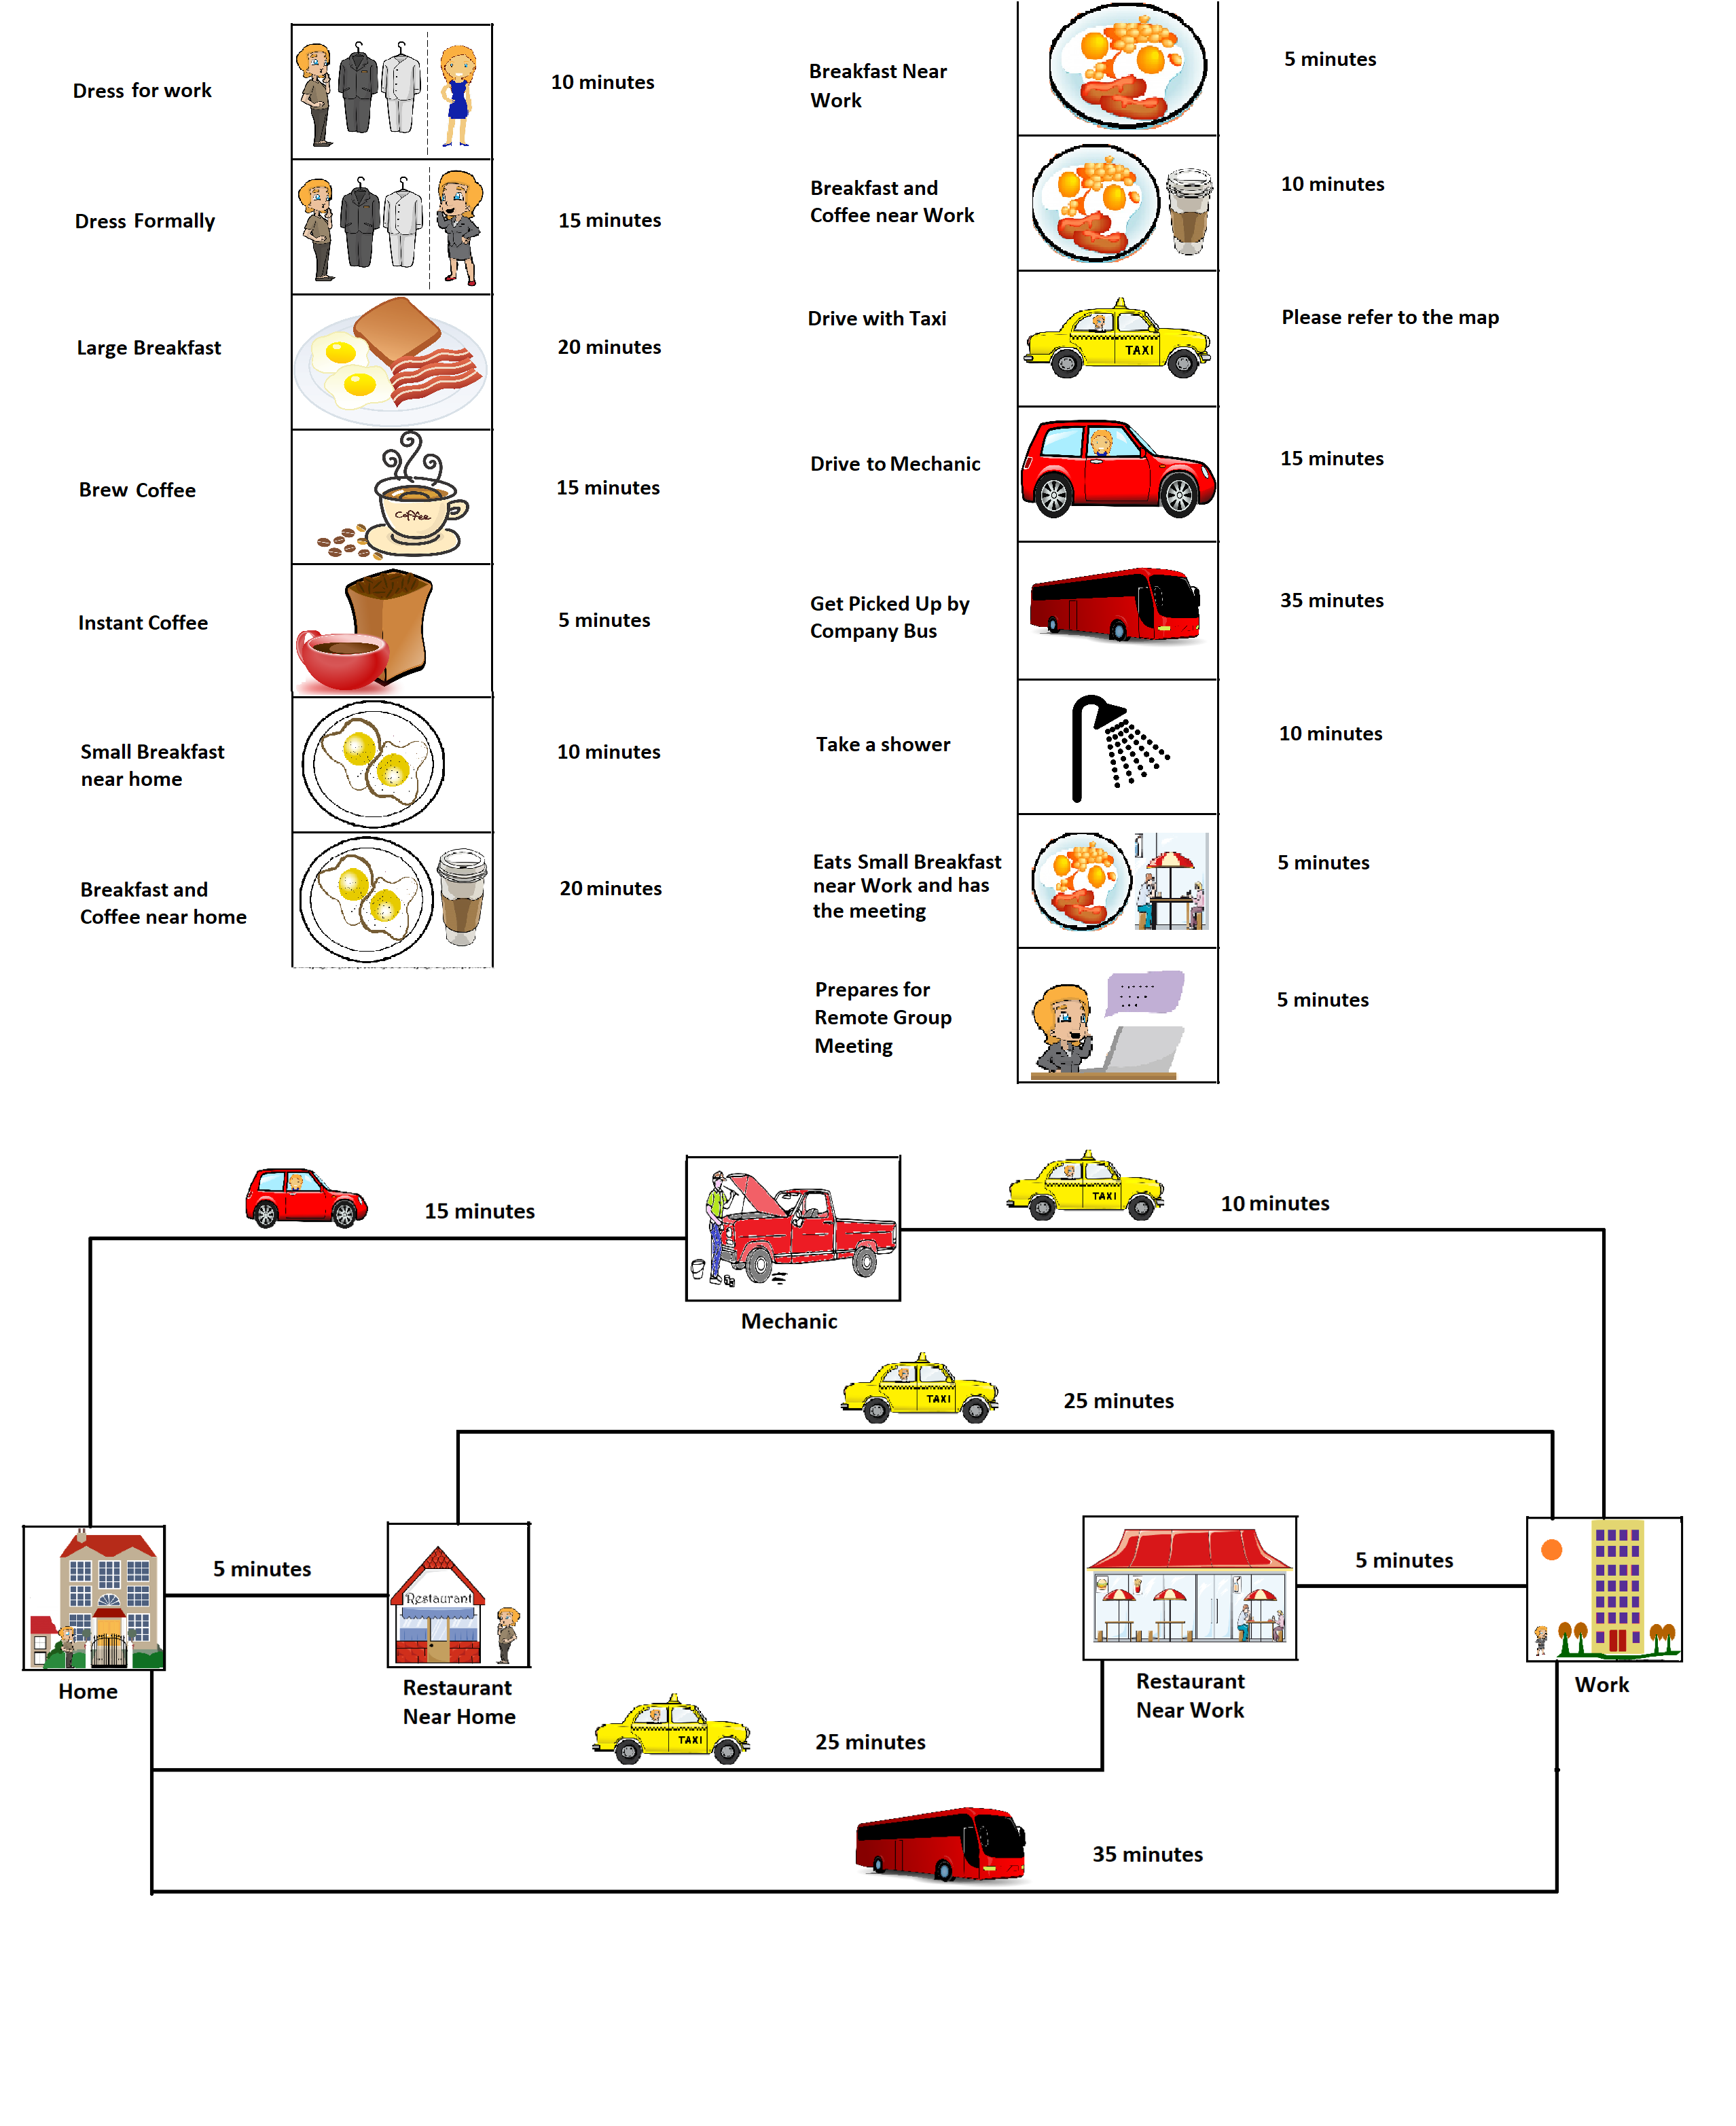 Dress for work
10 minutes
Dress Formally
15 minutes
Large Breakfast
20 minutes
Brew Coffee
Coffee
15 minutes
Instant Coffee
5 minutes
Small Breakfast
near home
10 minutes
Breakfast and
Coffee near home
20 minutes
Breakfast Near
Work
5 minutes
Breakfast and
Coffee near Work
10 minutes
Drive with Taxi
TAXI
Please refer to the map
Drive to Mechanic
15 minutes
Get Picked Up by
Company Bus
35 minutes
Take a shower
10 minutes
Eats Small Breakfast
near Work and has
the meeting
5 minutes
Prepares for
Remote Group
Meeting
5 minutes
15 minutes
TAXI
10 minutes
Mechanic
TAXI
25 minutes
5 minutes
Restaurant
5 minutes
Home
Restaurant
Near Home
Restaurant
Near Work
Work
TAXI
25 minutes
35 minutes